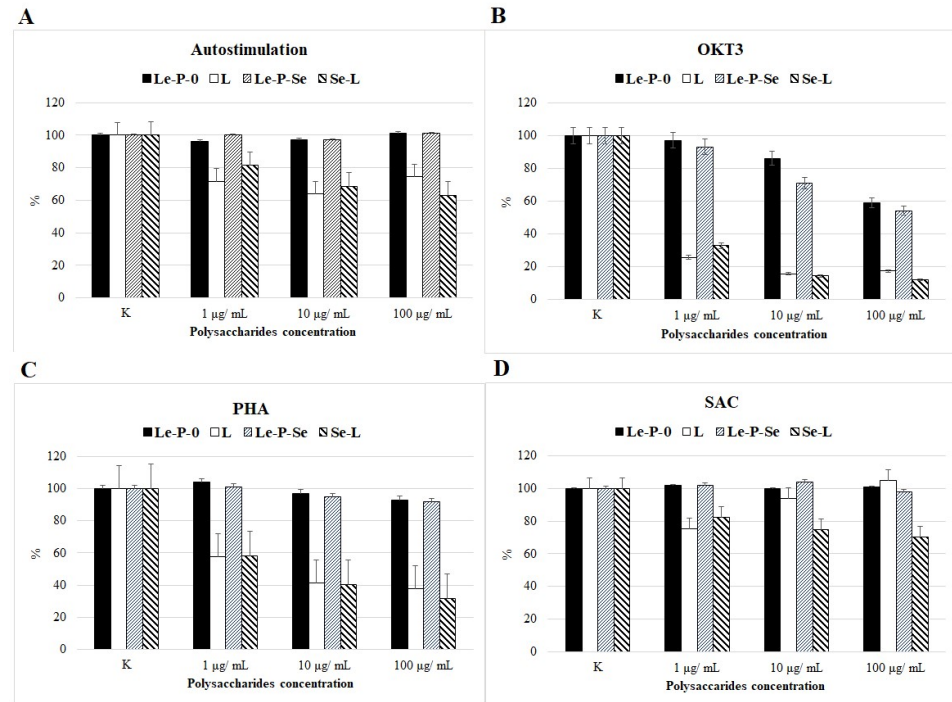 A
Autostimulation
Le-P-0 L Le-P-Se Se-L
120
100
80
60
40
20
0
%
K 1 µg/ mL 10 µg/ mL 100 µg/ mL
Polysaccharides concentration
B
OKT3
Le-P-0 L Le-P-Se Se-L
120
100
80
60
40
20
0
%
K 1 µg/ mL 10 µg/ mL 100 µg/ mL
Polysaccharides concentration
C
PHA
Le-P-0 L Le-P-Se Se-L
120
100
80
60
40
20
0
%
K 1 µg/ mL 10 µg/ mL 100 µg/ mL
Polysaccharides concentration
D
SAC
Le-P-0 L Le-P-Se Se-L
120
100
80
60
40
20
0
%
K 1 µg/ mL 10 µg/ mL 100 µg/ mL
Polysaccarides concentration